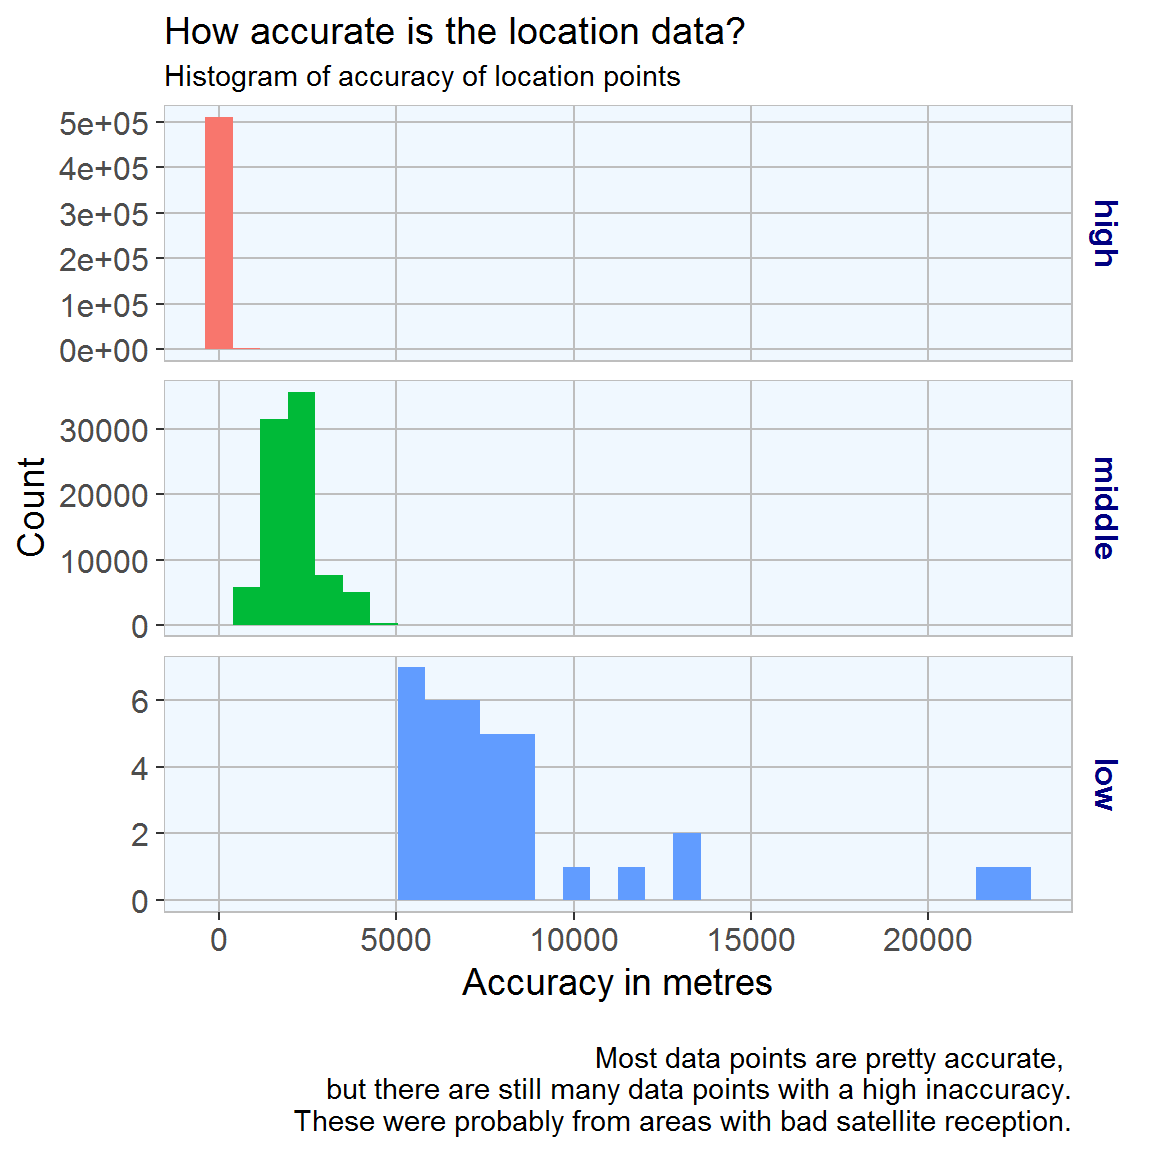 How accurate is the location data?
Histogram of accuracy of location points
5e+05
4e+05
3e+05
2e+05
1e+05
0e+00
high
30000
20000
10000
0
middle
Count
6
4
2
0
low
0 5000 10000 15000 20000
Accuracy in metres
Most data points are pretty accurate,
but there are still many data points with a high inaccuracy.
These were probably from areas with bad satellite reception.